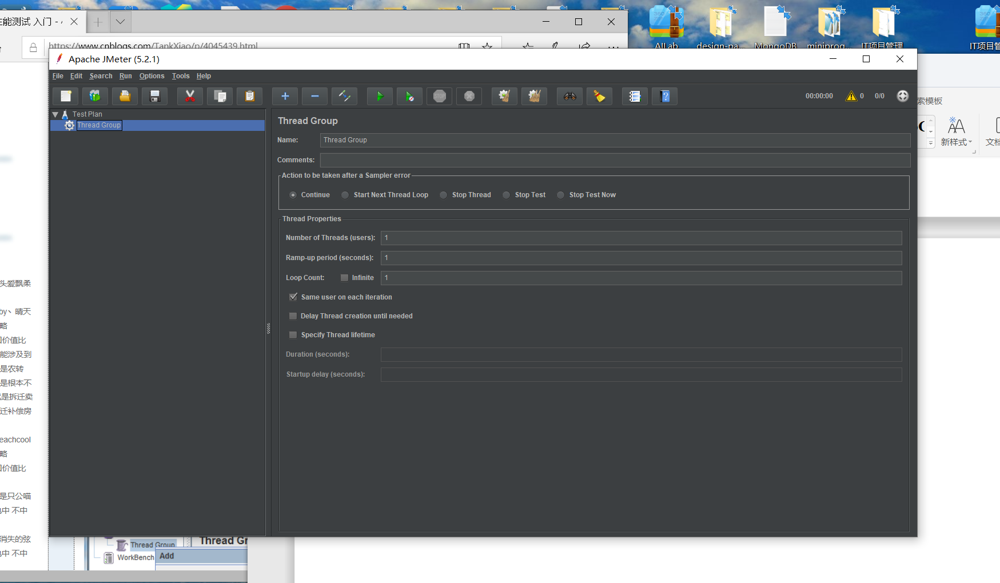 能测试 入门 -
https://www.cnblogs.com/TankXiao/p/4045439.html
AILab
design-pa...
MongoDB
miniprog...
IT项目管理
IT项目管
Apache JMeter (5.2.1)
File Edit Search Run Options Tools Help
00:00:00 0 0/0
Test Plan
Thread Group
Thread Group
Name: Thread Group
Comments:
Action to be taken after a Sampler error
Continue Start Next Thread Loop Stop Thread Stop Test Stop Test Now
Thread Properties
Number of Threads (users): 1
Ramp-up period (seconds): 1
Loop Count: Infinite 1
Same user on each iteration
Delay Thread creation until needed
Specify Thread lifetime
Duration (seconds):
Startup delay (seconds):
索模板
新样式
文档
头爱飘柔
by丶晴天
略
价值比
能涉及到
是农转
是根本不
是拆迁卖
迁补偿房
eachcool
略
价值比
是只公喵
中 不中
消失的弦
中 不中
Thread Group
WorkBench
Thread Gr
Add